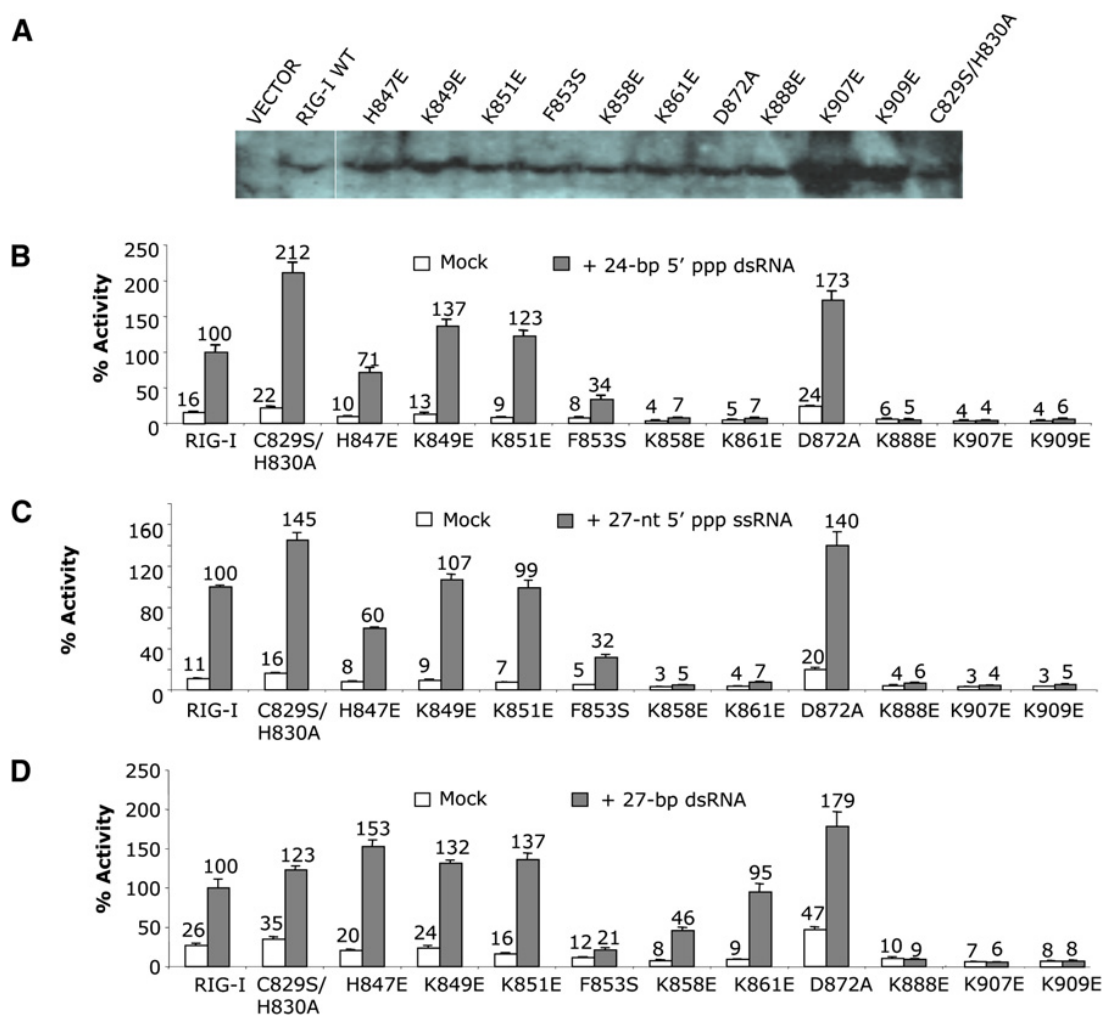 A
VECTOR RIG-I WT H847E K849E K851E F853S K858E K861E D872A K888E K907E K909E C829S/H830A
B
% Activity
250
200
150
100
50
0
Mock + 24-bp 5′ ppp dsRNA
16 100 22 212 10 71 13 137 9 123 8 34 4 7 5 7 24 173 6 5 4 4 4 6
RIG-I C829S/ H847E K849E K851E F853S K858E K861E D872A K888E K907E K909E
H830A
C
% Activity
160
120
80
40
0
Mock + 27-nt 5′ ppp ssRNA
11 100 16 145 8 60 9 107 7 99 5 32 3 5 4 7 20 140 4 6 3 4 3 5
RIG-I C829S/ H847E K849E K851E F853S K858E K861E D872A K888E K907E K909E
H830A
D
% Activity
250
200
150
100
50
0
Mock + 27-bp dsRNA
26 100 35 123 20 153 24 132 16 137 12 21 8 46 9 95 47 179 10 9 7 6 8 8
RIG-I C829S/ H847E K849E K851E F853S K858E K861E D872A K888E K907E K909E
H830A